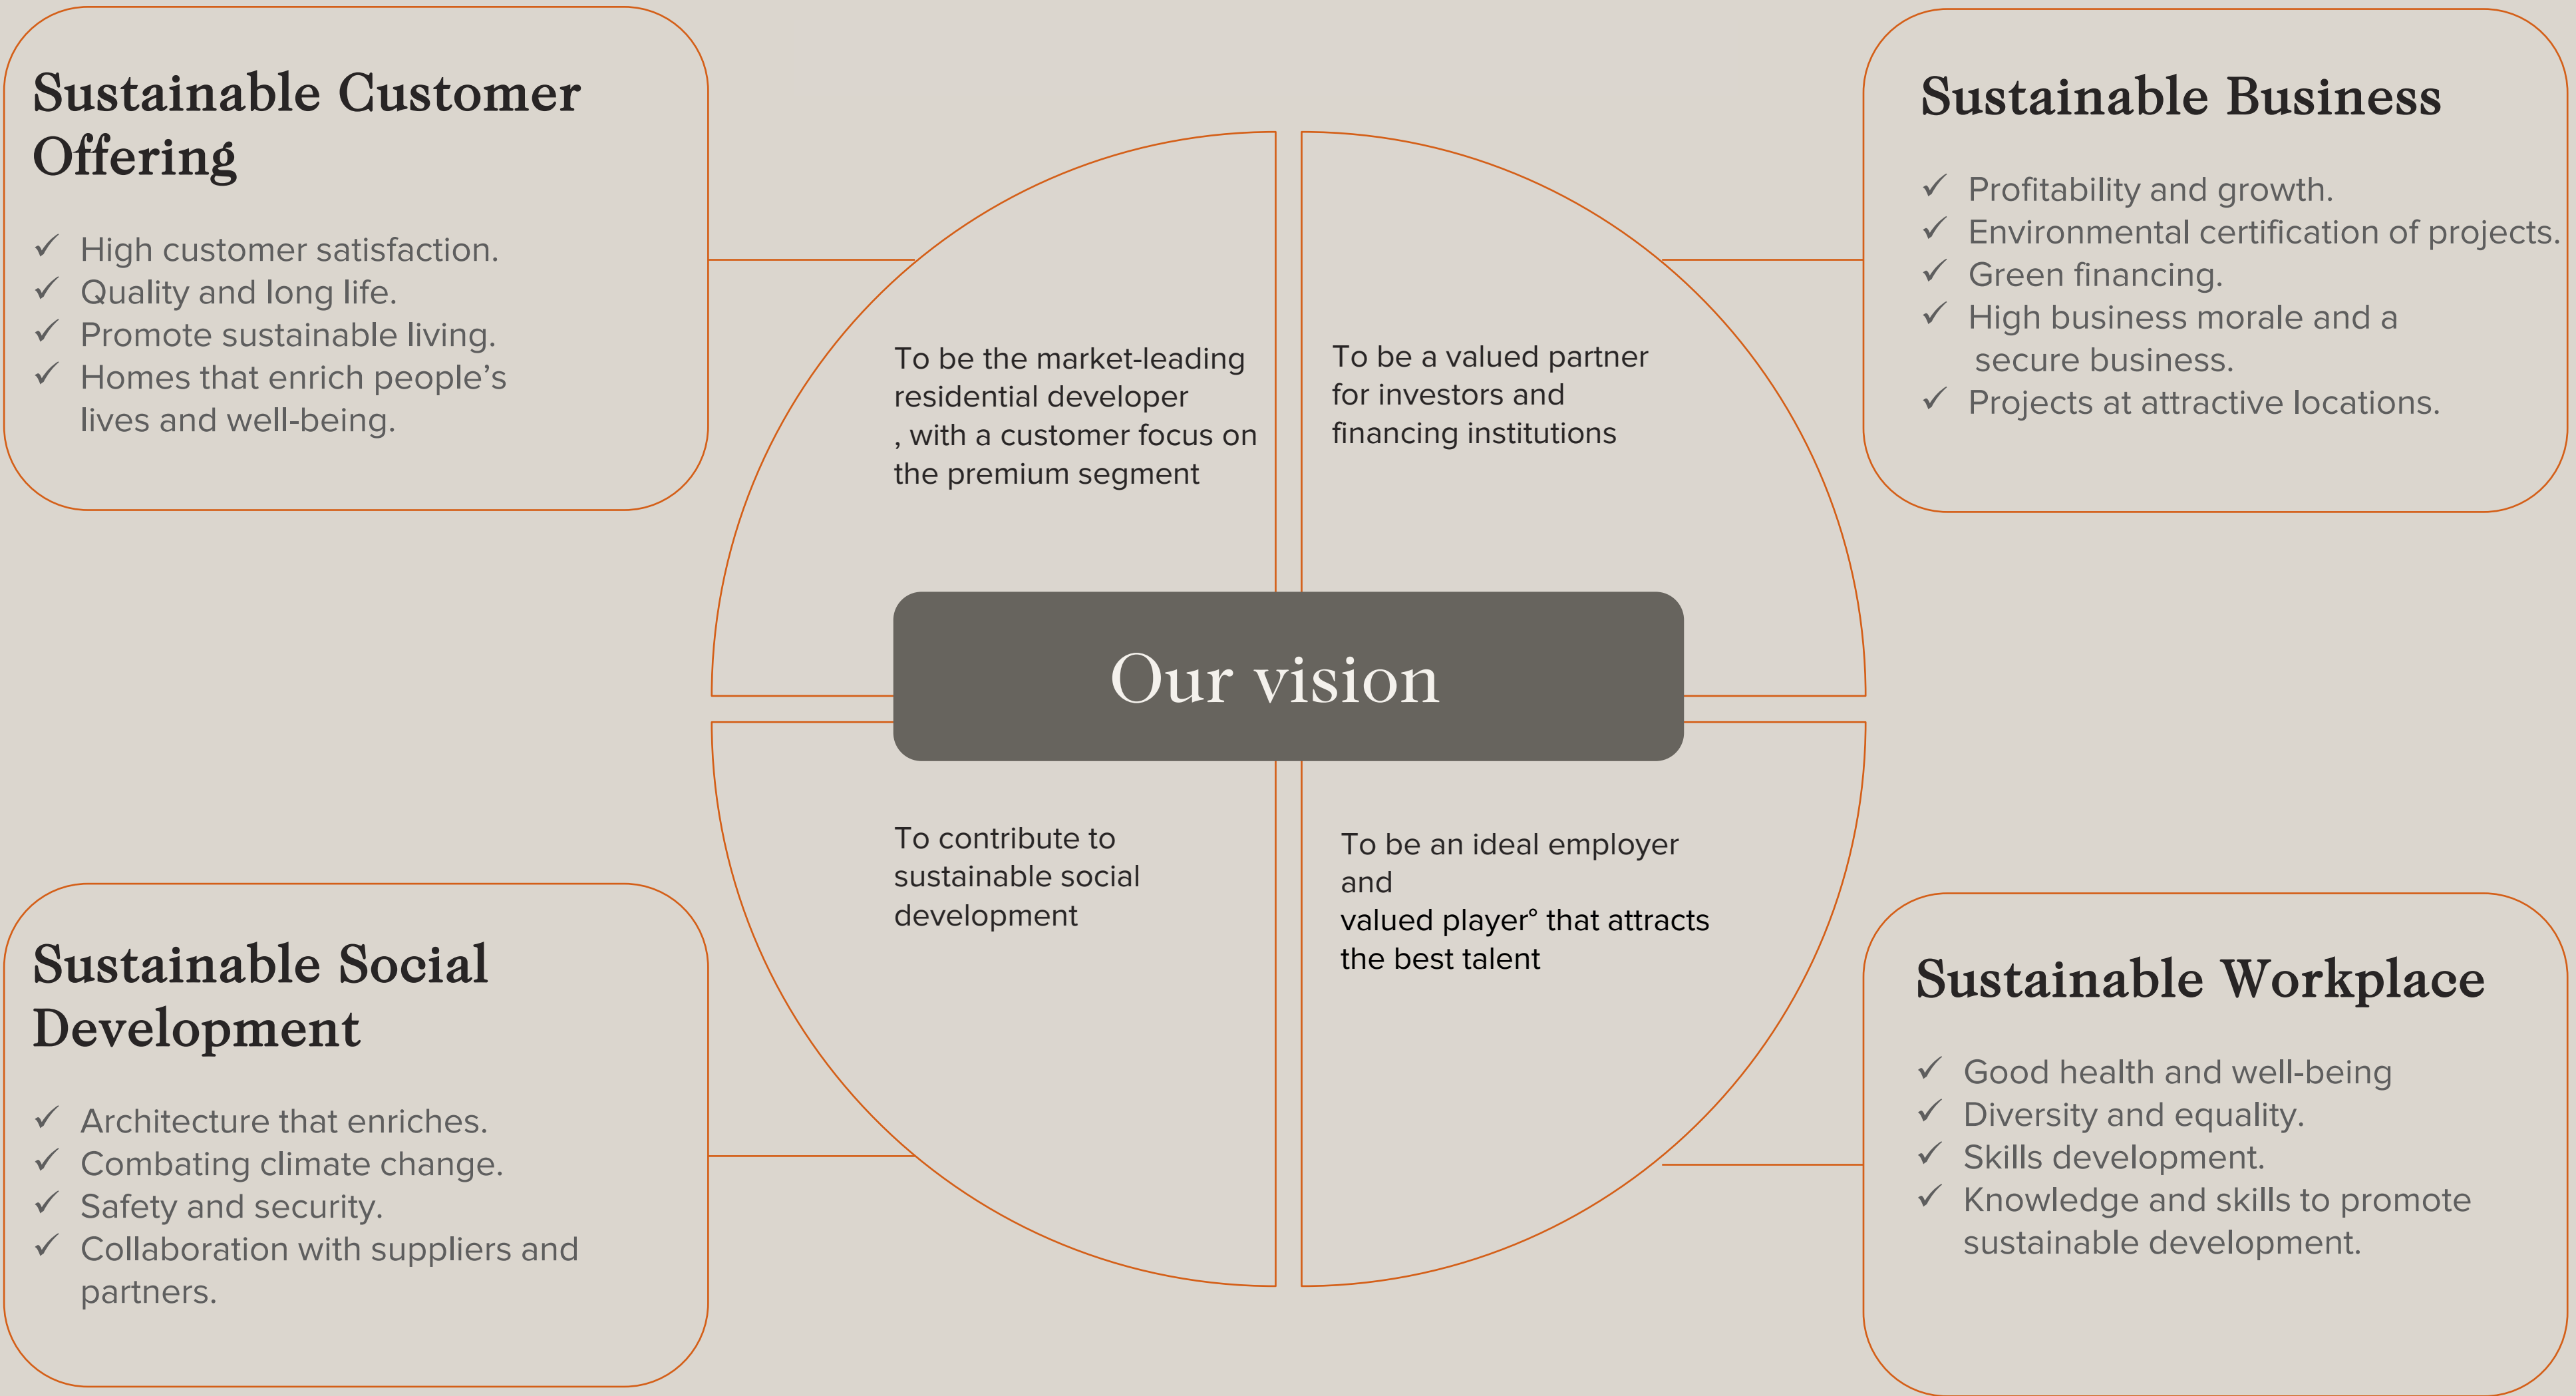 Sustainable Customer
Offering
✓ High customer satisfaction.
✓ Quality and long life.
✓ Promote sustainable living.
✓ Homes that enrich people’s
lives and well-being.
To be the market-leading
residential developer
, with a customer focus on
the premium segment
To be a valued partner
for investors and
financing institutions
Sustainable Business
✓ Profitability and growth.
✓ Environmental certification of projects.
✓ Green financing.
✓ High business morale and a
secure business.
✓ Projects at attractive locations.
Our vision
Sustainable Social
Development
✓ Architecture that enriches.
✓ Combating climate change.
✓ Safety and security.
✓ Collaboration with suppliers and
partners.
To contribute to
sustainable social
development
To be an ideal employer
and
valued player° that attracts
the best talent
Sustainable Workplace
✓ Good health and well-being
✓ Diversity and equality.
✓ Skills development.
✓ Knowledge and skills to promote
sustainable development.